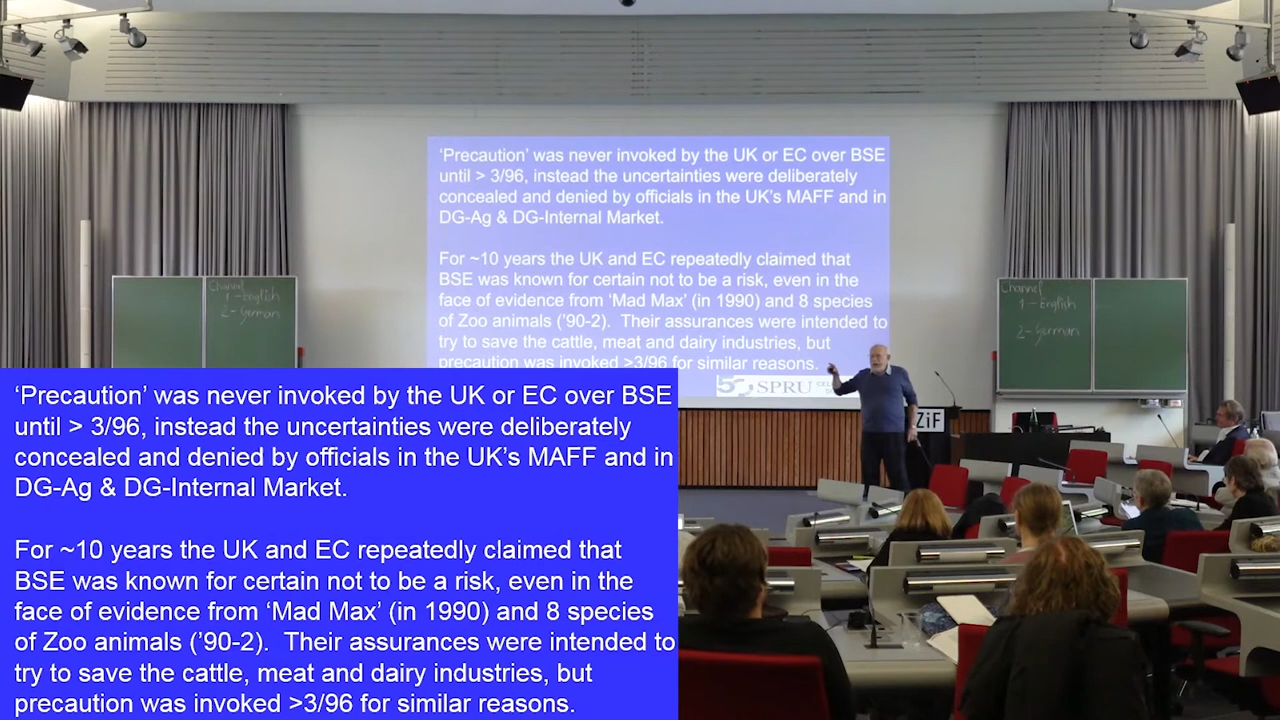 ‘Precaution’ was never invoked by the UK or EC over BSE
until > 3/96, instead the uncertainties were deliberately
concealed and denied by officials in the UK’s MAFF and in
DG-Ag & DG-Internal Market.
For ~10 years the UK and EC repeatedly claimed that
BSE was known for certain not to be a risk, even in the
face of evidence from ‘Mad Max’ (in 1990) and 8 species
of Zoo animals (’90-2).  Their assurances were intended to
try to save the cattle, meat and dairy industries, but
precaution was invoked >3/96 for similar reasons.
SPRU
Channel
1 - English
2 - German
Channel
1 - English
2 - German
ZiF
‘Precaution’ was never invoked by the UK or EC over BSE
until > 3/96, instead the uncertainties were deliberately
concealed and denied by officials in the UK’s MAFF and in
DG-Ag & DG-Internal Market.
For ~10 years the UK and EC repeatedly claimed that
BSE was known for certain not to be a risk, even in the
face of evidence from ‘Mad Max’ (in 1990) and 8 species
of Zoo animals (’90-2).  Their assurances were intended to
try to save the cattle, meat and dairy industries, but
precaution was invoked >3/96 for similar reasons.